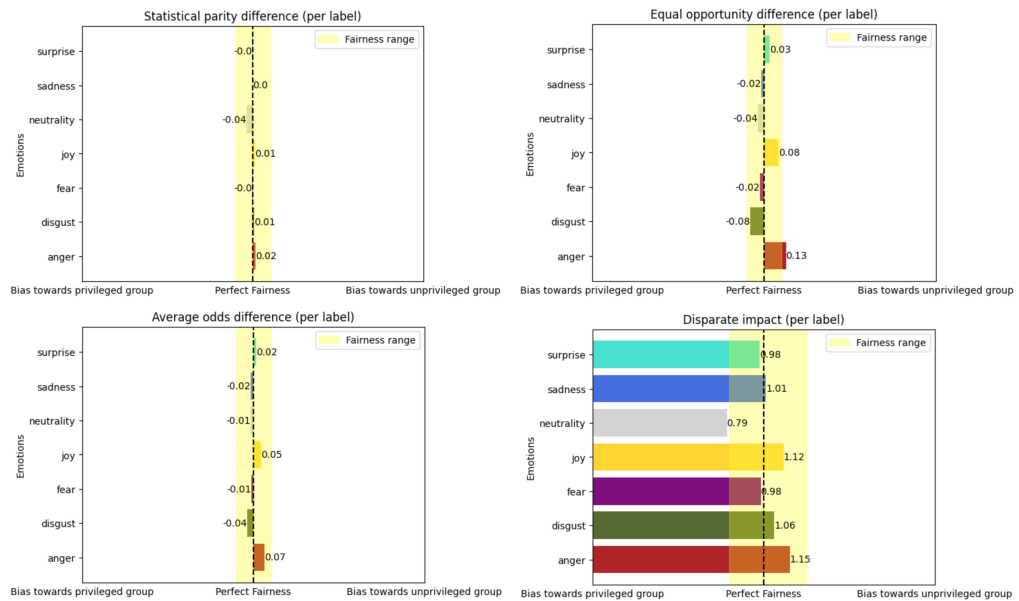 Statistical parity difference (per label)
Fairness range
Emotions
surprise -0.0
sadness 0.0
neutrality -0.04
joy 0.01
fear -0.0
disgust 0.01
anger 0.02
Bias towards privileged group Perfect Fairness Bias towards unprivileged group
Equal opportunity difference (per label)
Fairness range
Emotions
surprise 0.03
sadness -0.02
neutrality -0.04
joy 0.08
fear -0.02
disgust -0.08
anger 0.13
Bias towards privileged group Perfect Fairness Bias towards unprivileged group
Average odds difference (per label)
Fairness range
Emotions
surprise 0.02
sadness -0.02
neutrality -0.01
joy 0.05
fear -0.01
disgust -0.04
anger 0.07
Bias towards privileged group Perfect Fairness Bias towards unprivileged group
Disparate impact (per label)
Fairness range
Emotions
surprise 0.98
sadness 1.01
neutrality 0.79
joy 1.12
fear 0.98
disgust 1.06
anger 1.15
Bias towards privileged group Perfect Fairness Bias towards unprivileged group